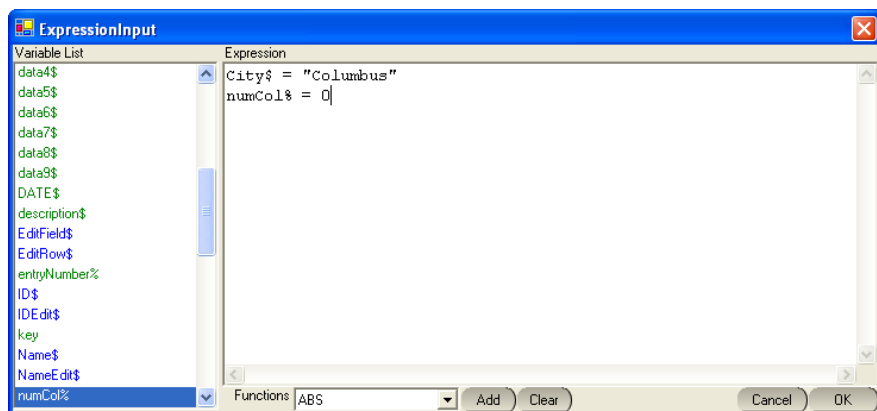 ExpressionInput
Variable List
Expression
data4$
data5$
data6$
data7$
data8$
data9$
DATE$
description$
EditField$
EditRow$
entryNumber%
ID$
IDEdit$
key
Name$
NameEdit$
numCol%
City$ = "Columbus"
numCol% = 0
Functions ABS Add Clear Cancel OK